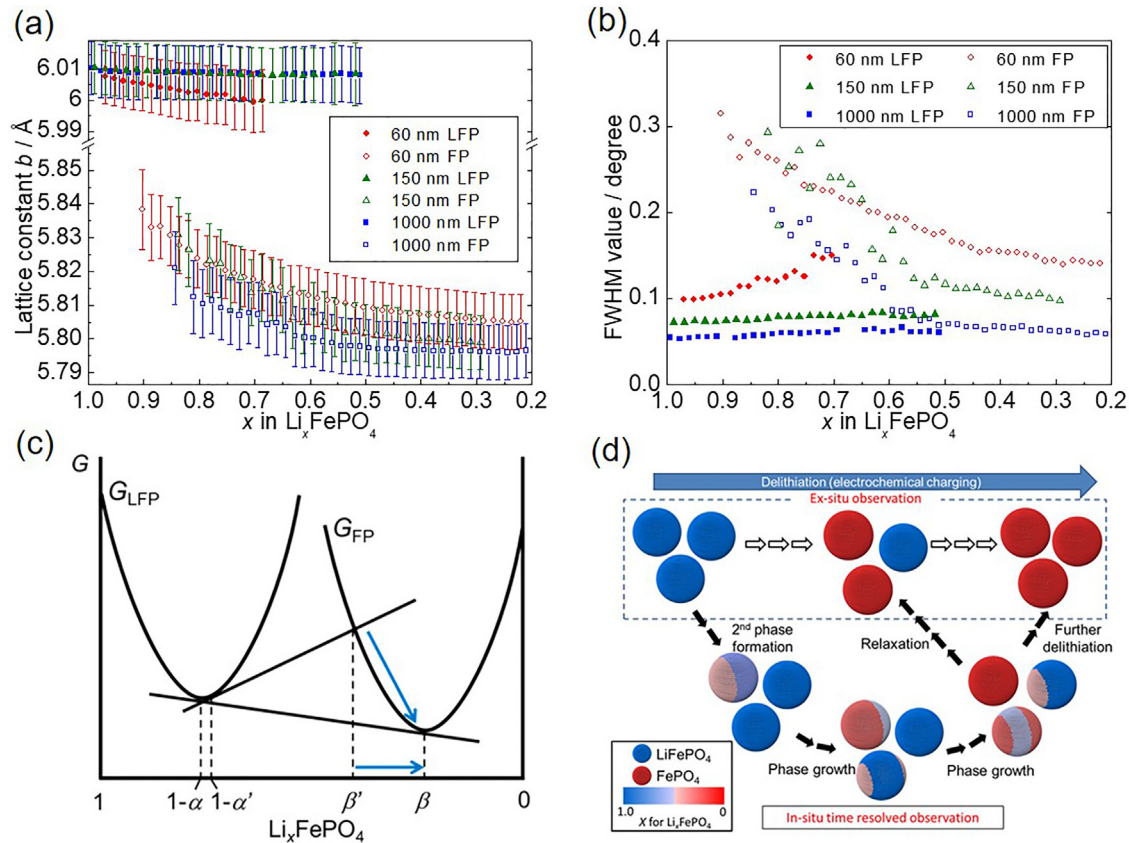 (a)
Lattice constant b / Å
6.01
6
5.99
5.85
5.84
5.83
5.82
5.81
5.80
5.79
60 nm LFP
60 nm FP
150 nm LFP
150 nm FP
1000 nm LFP
1000 nm FP
1.0 0.9 0.8 0.7 0.6 0.5 0.4 0.3 0.2
x in LixFePO4
(b)
FWHM value / degree
0.4
0.3
0.2
0.1
0.0
60 nm LFP 60 nm FP
150 nm LFP 150 nm FP
1000 nm LFP 1000 nm FP
1.0 0.9 0.8 0.7 0.6 0.5 0.4 0.3 0.2
x in LixFePO4
(c)
G
GLFP
GFP
1 1-α 1-α' β' β 0
LixFePO4
(d)
Delithiation (electrochemical charging)
Ex-situ observation
2nd phase
formation
Relaxation
Further
delithiation
Phase growth
Phase growth
LiFePO4
FePO4
1.0 0
X for LixFePO4
In-situ time resolved observation